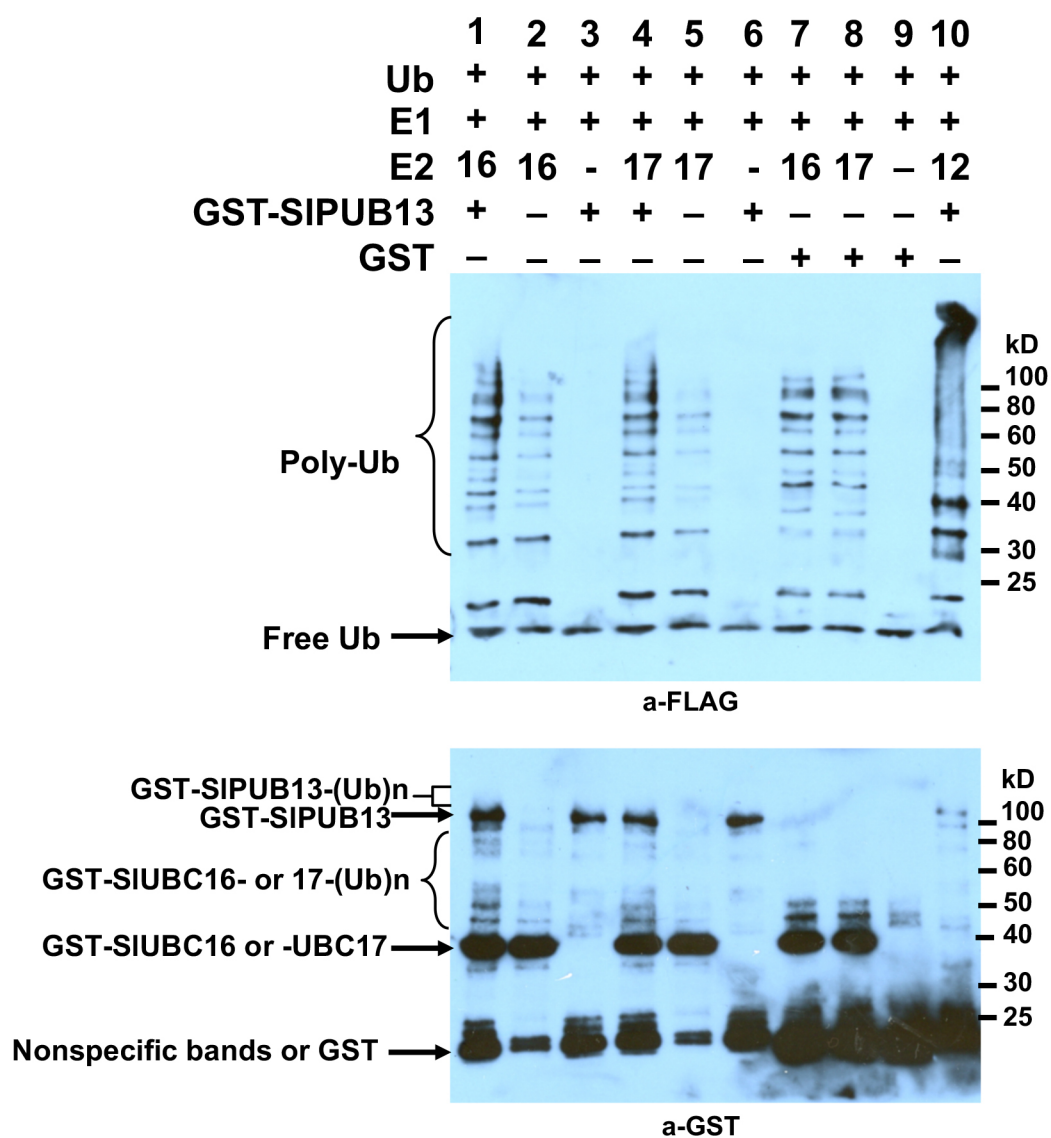 1 2 3 4 5 6 7 8 9 10
Ub + + + + + + + + + +
E1 + + + + + + + + + +
E2 16 16 - 17 17 - 16 17 – 12
GST-SlPUB13 + – + + – + – – – +
GST – – – – – – + + + –
kD
100
80
60
Poly-Ub
50
40
30
25
Free Ub
a-FLAG
kD
GST-SlPUB13-(Ub)n
GST-SlPUB13
100
80
60
GST-SlUBC16- or 17-(Ub)n
50
GST-SlUBC16 or -UBC17
40
30
25
Nonspecific bands or GST
a-GST